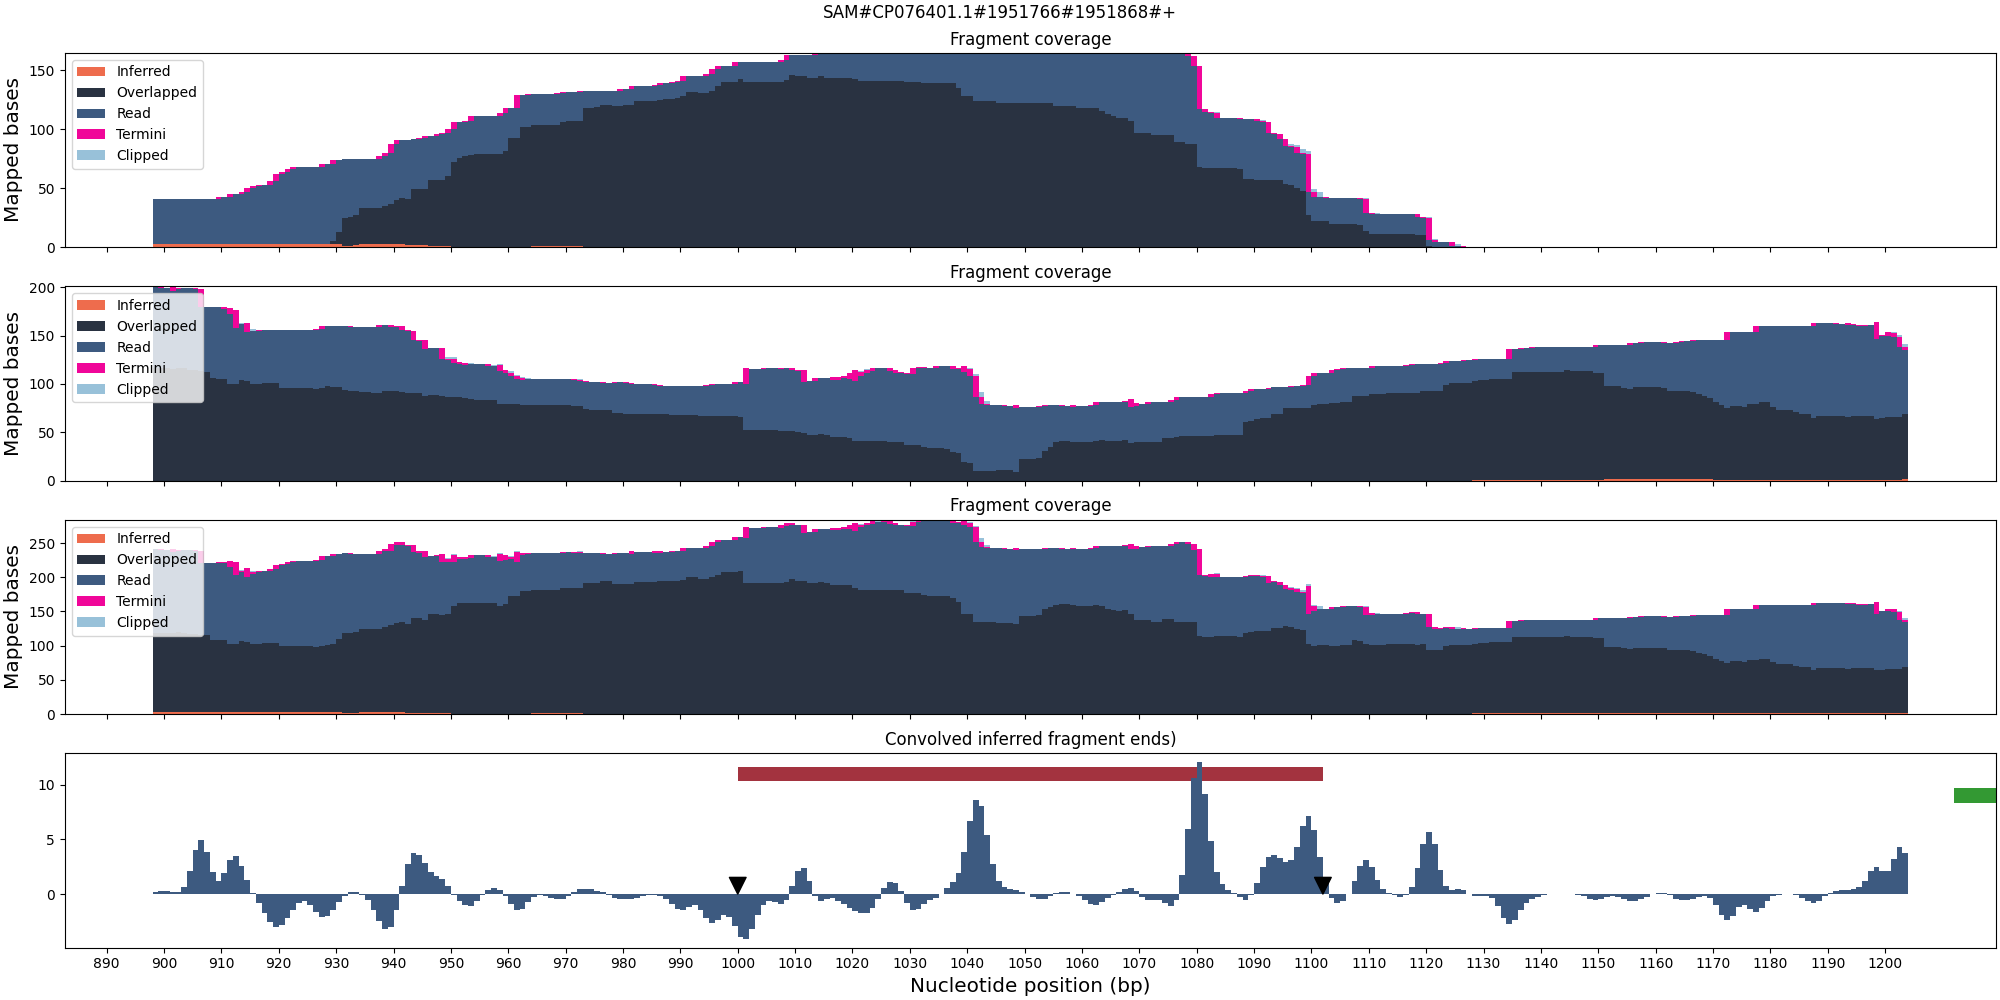 SAM#CP076401.1#1951766#1951868#+
Fragment coverage
Mapped bases
150
100
50
0
Inferred
Overlapped
Read
Termini
Clipped
Fragment coverage
Mapped bases
200
150
100
50
0
Inferred
Overlapped
Read
Termini
Clipped
Fragment coverage
Mapped bases
250
200
150
100
50
0
Inferred
Overlapped
Read
Termini
Clipped
Convolved inferred fragment ends)
10
5
0
890 900 910 920 930 940 950 960 970 980 990 1000 1010 1020 1030 1040 1050 1060 1070 1080 1090 1100 1110 1120 1130 1140 1150 1160 1170 1180 1190 1200
Nucleotide position (bp)